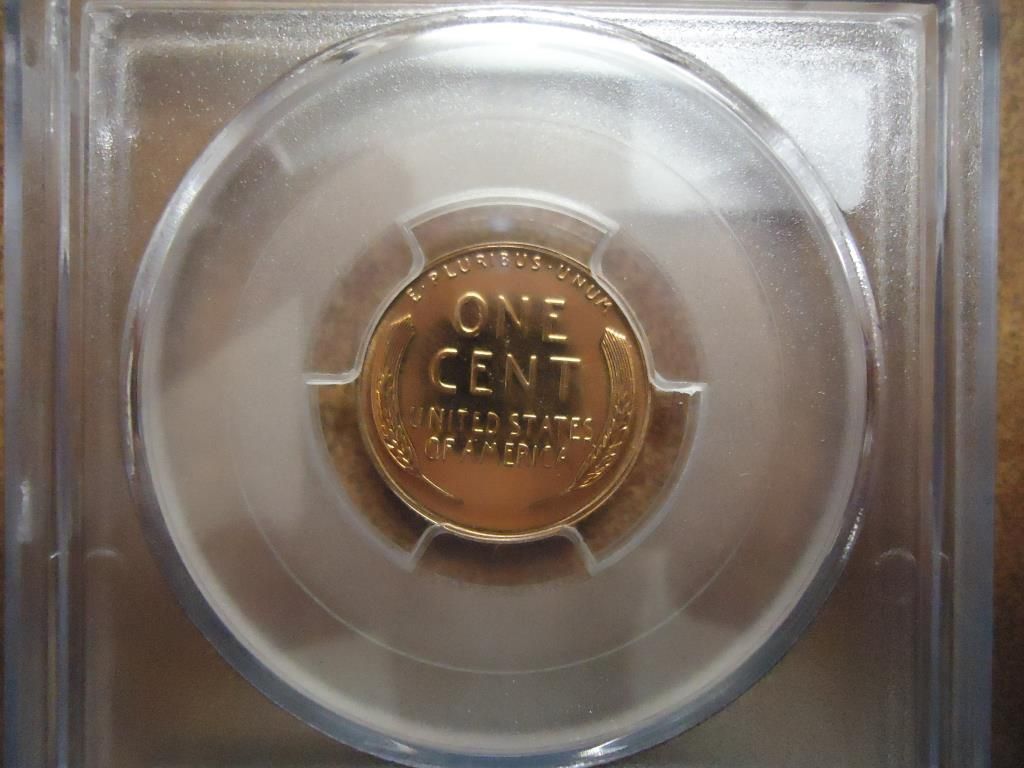 E·PLURIBUS·UNUM
ONE
CENT
UNITED STATES
OF AMERICA